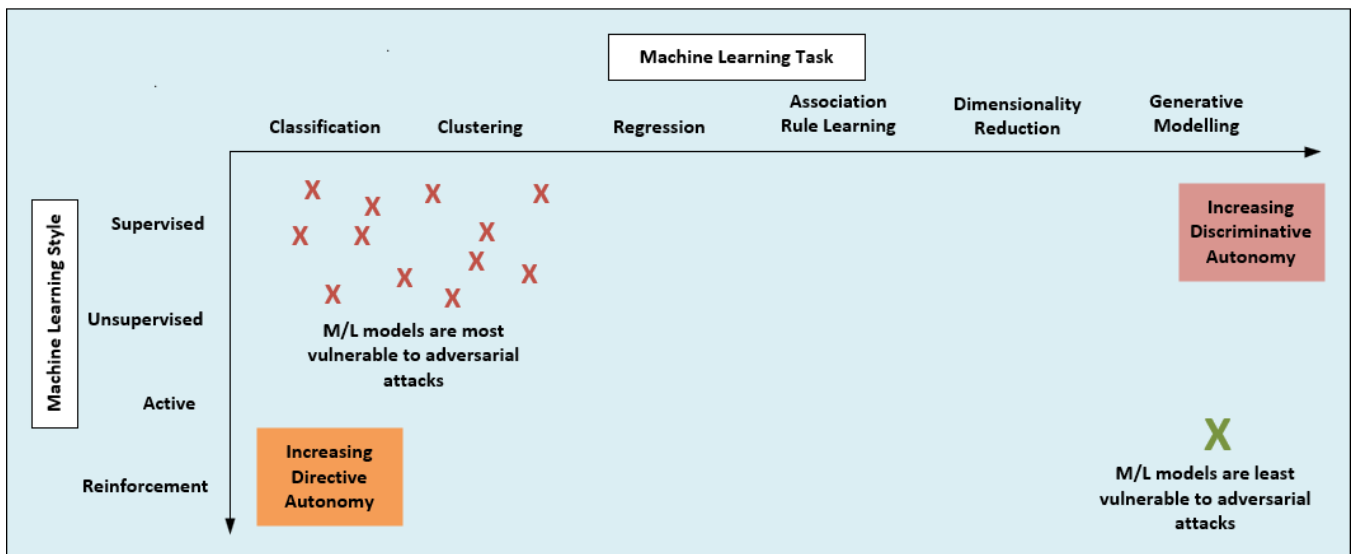 Machine Learning Task
Classification
Clustering
Regression
Association
Rule Learning
Dimensionality
Reduction
Generative
Modelling
Machine Learning Style
Supervised
Unsupervised
Active
Reinforcement
X
X
X
X
X
X
X
X
X
X
X
X
M/L models are most
vulnerable to adversarial
attacks
Increasing
Discriminative
Autonomy
Increasing
Directive
Autonomy
X
M/L models are least
vulnerable to adversarial
attacks